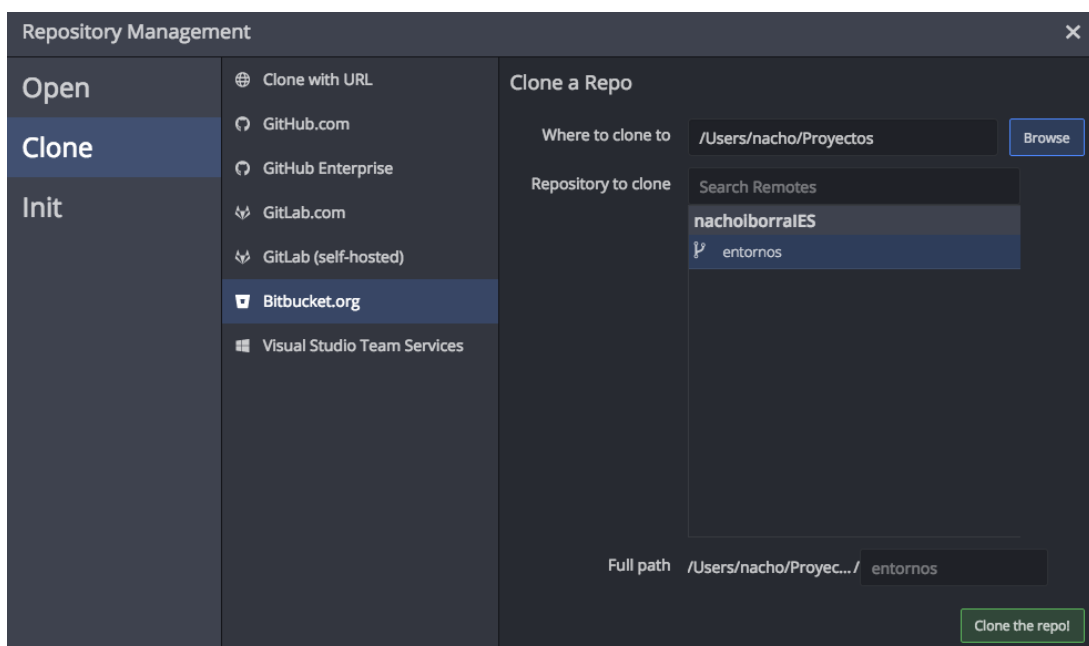 Repository Management
Open
Clone
Init
Clone with URL
GitHub.com
GitHub Enterprise
GitLab.com
GitLab (self-hosted)
Bitbucket.org
Visual Studio Team Services
Clone a Repo
Where to clone to /Users/nacho/Proyectos Browse
Repository to clone Search Remotes
nachoiborraIES
entornos
Full path /Users/nacho/Proyec... / entornos
Clone the repo!